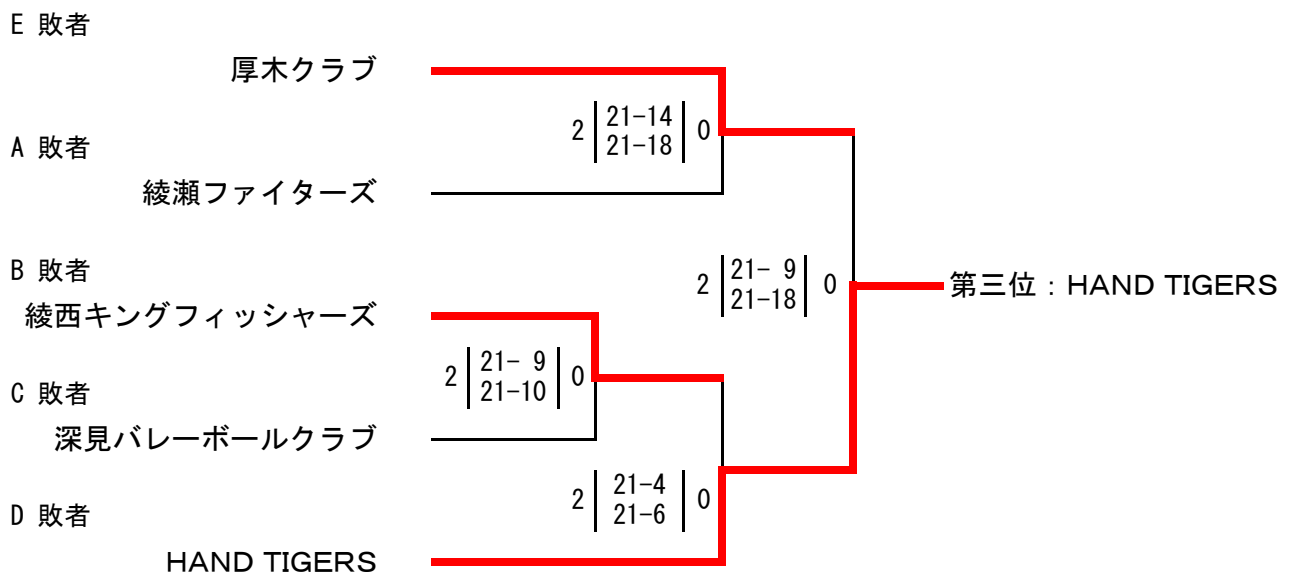 E 敗者
厚木クラブ
2 21-14 0
21-18
A 敗者
綾瀬ファイターズ
B 敗者
綾西キングフィッシャーズ
2 21- 9 0
21-18
第三位：HAND TIGERS
2 21- 9 0
21-10
C 敗者
深見バレーボールクラブ
2 21-4 0
21-6
D 敗者
HAND TIGERS